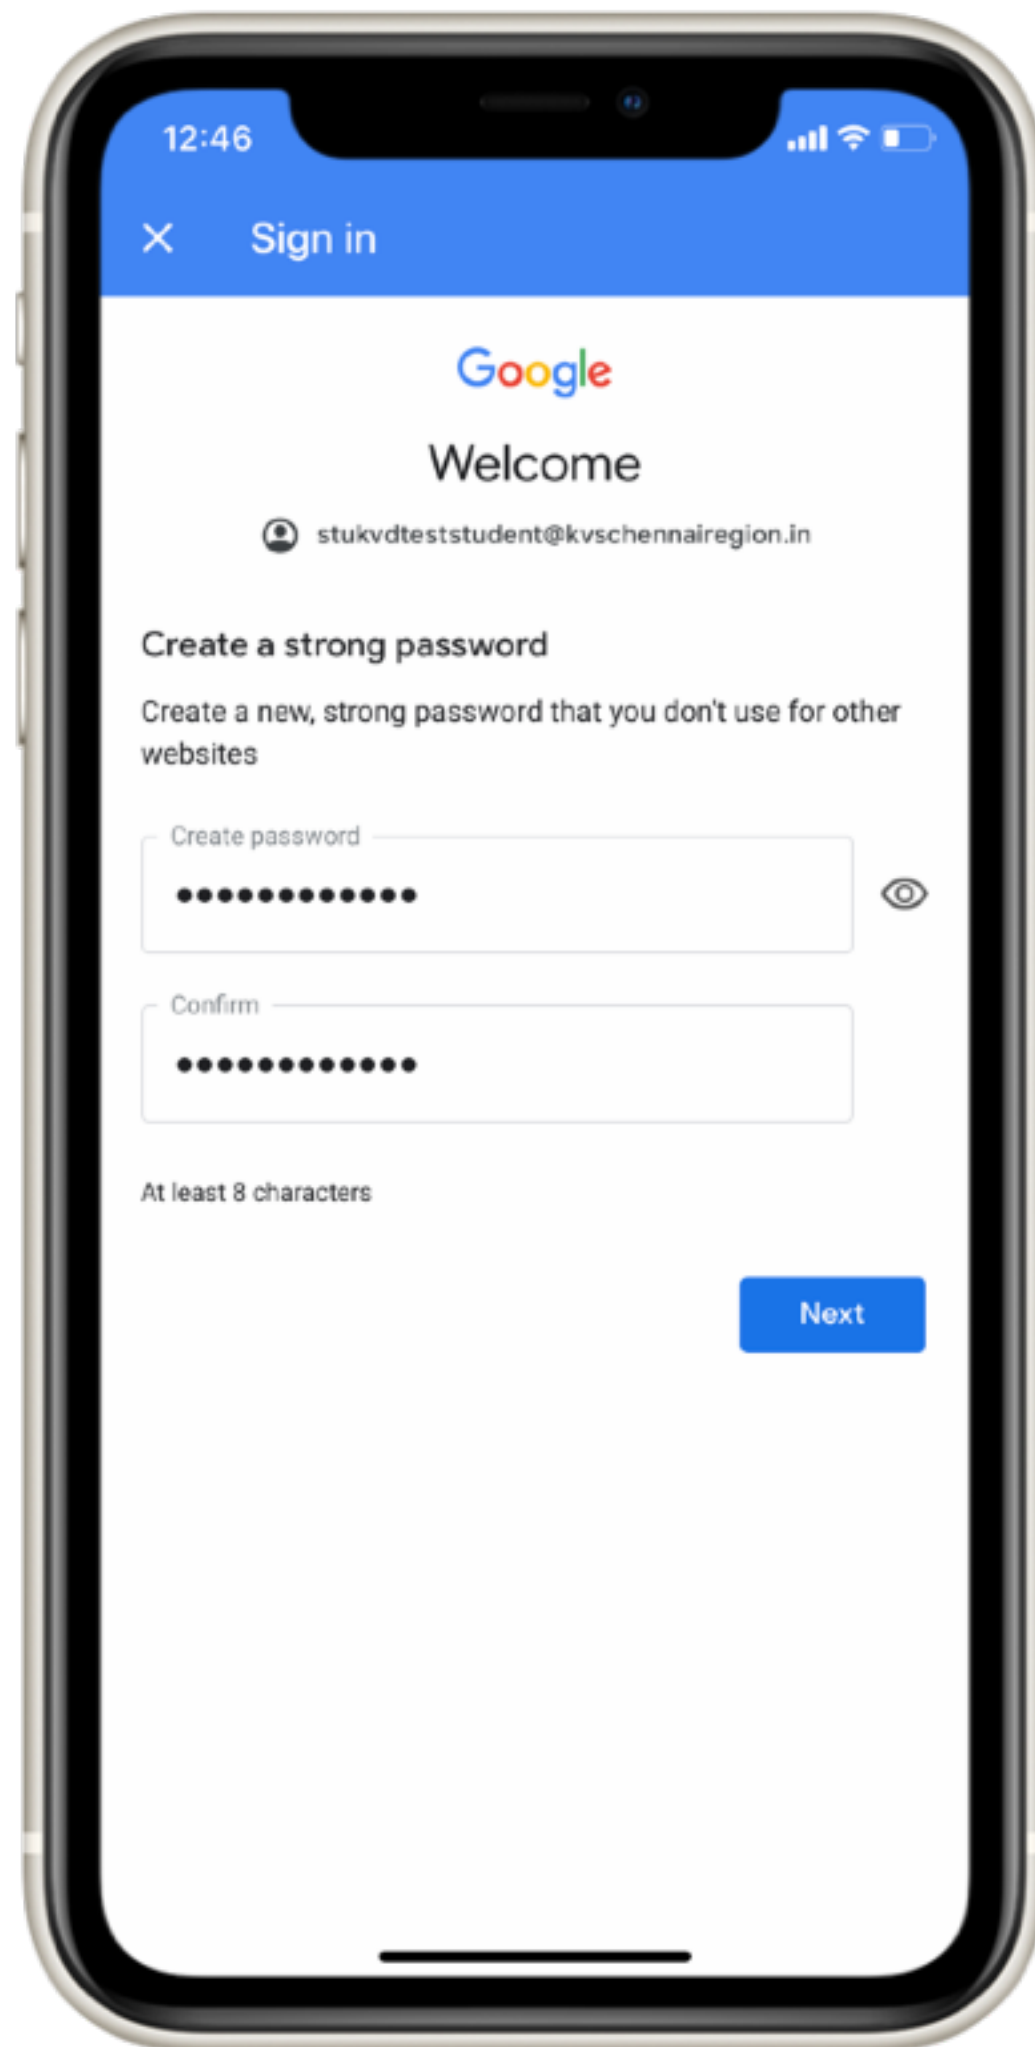 12:46
Sign in
Google
Welcome
stukvdteststudent@kvschennairegion.in
Create a strong password
Create a new, strong password that you don't use for other
websites
Create password
••••••••••••
Confirm
••••••••••••
At least 8 characters
Next